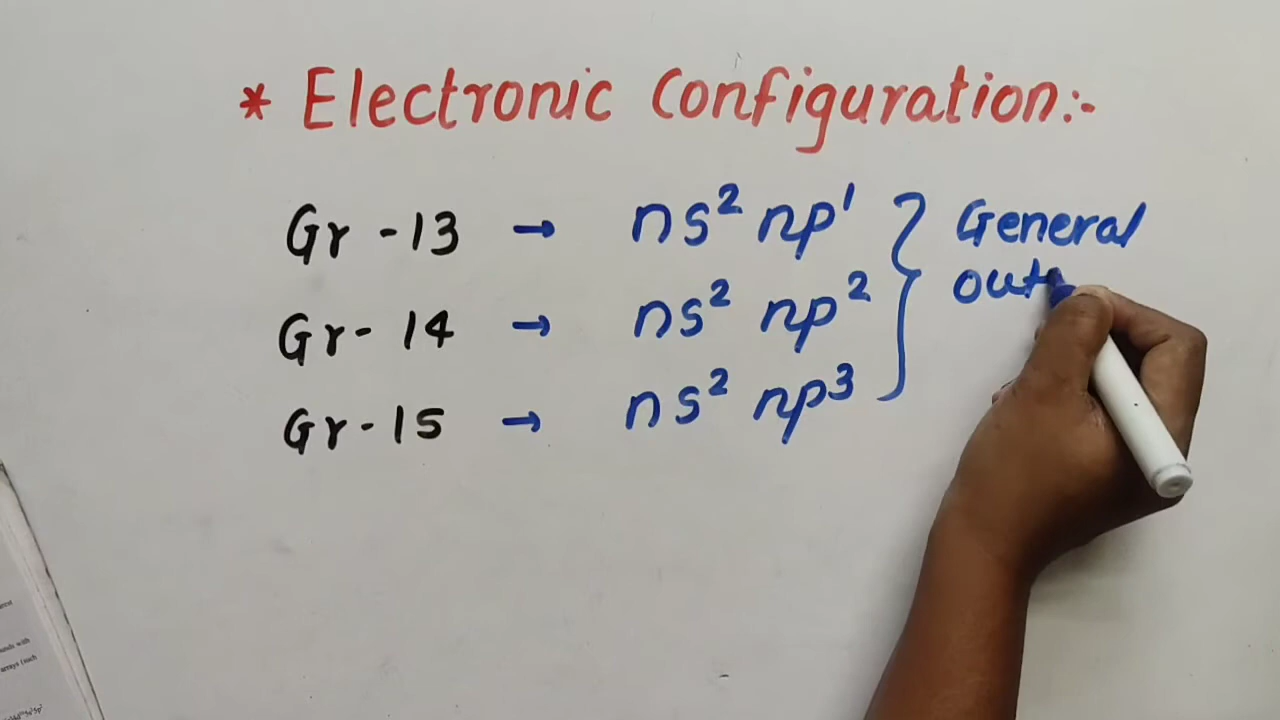 * Electronic Configuration:-
Gr -13 → ns² np¹ } General
out
Gr- 14 → ns² np²
Gr-15 → ns² np³